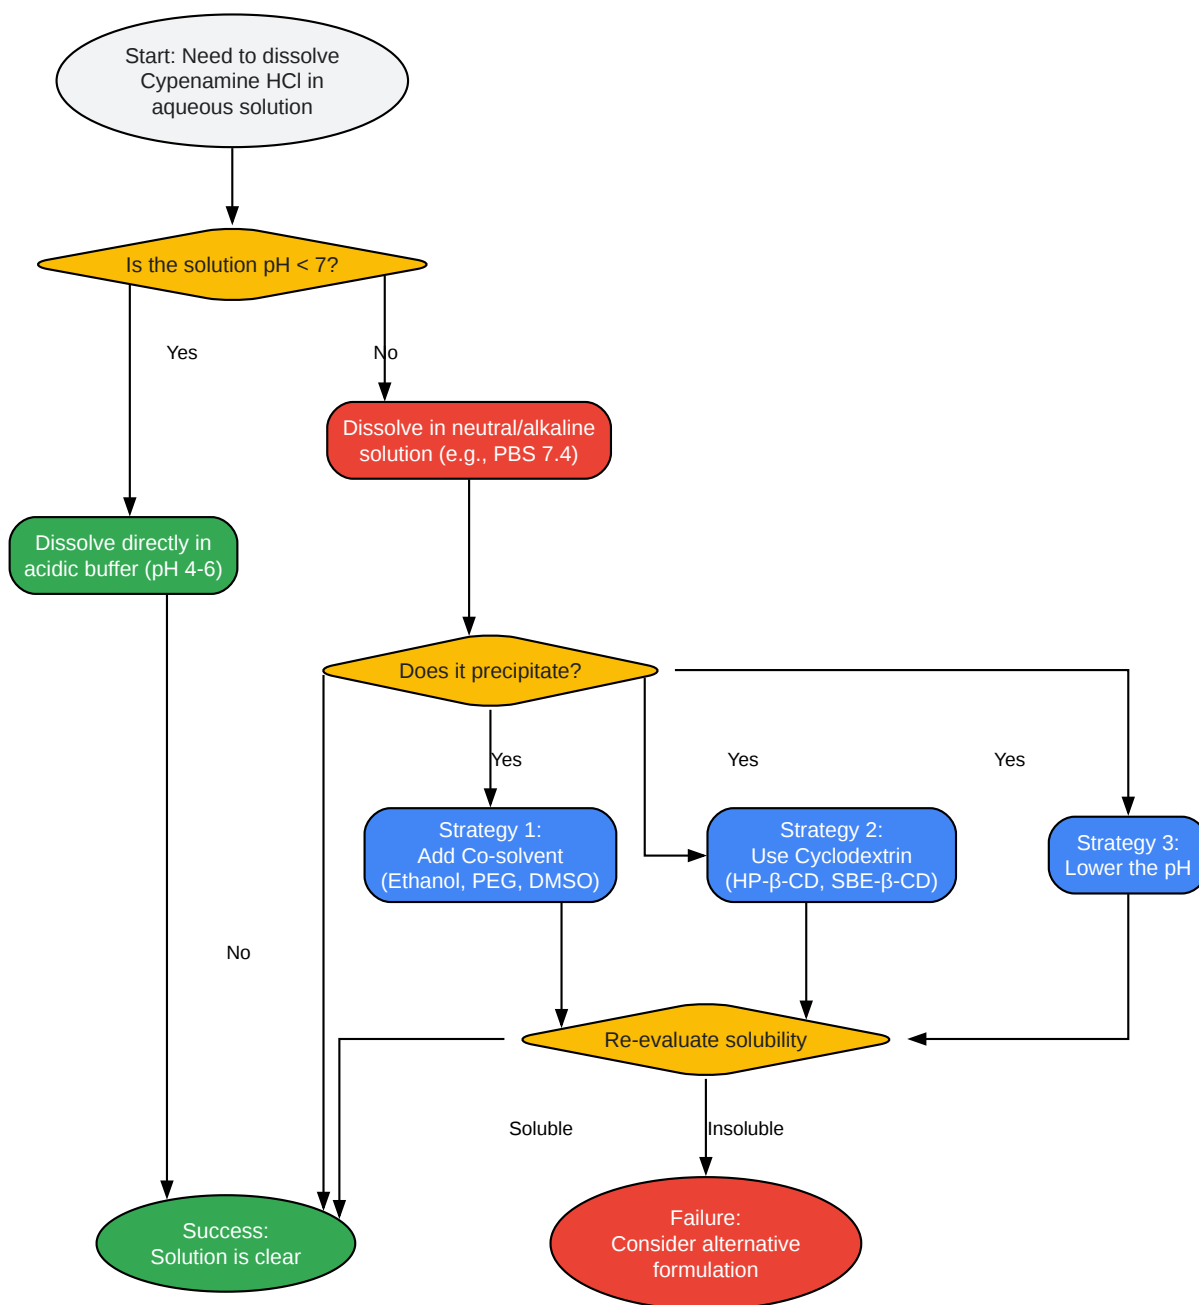 Start: Need to dissolve
Cypenamine HCl in
aqueous solution
Is the solution pH < 7?
Yes
No
Dissolve in neutral/alkaline
solution (e.g., PBS 7.4)
Dissolve directly in
acidic buffer (pH 4-6)
Does it precipitate?
Yes
Yes
Yes
Strategy 1:
Add Co-solvent
(Ethanol, PEG, DMSO)
Strategy 2:
Use Cyclodextrin
(HP-β-CD, SBE-β-CD)
Strategy 3:
Lower the pH
No
Re-evaluate solubility
Soluble
Insoluble
Success:
Solution is clear
Failure:
Consider alternative
formulation